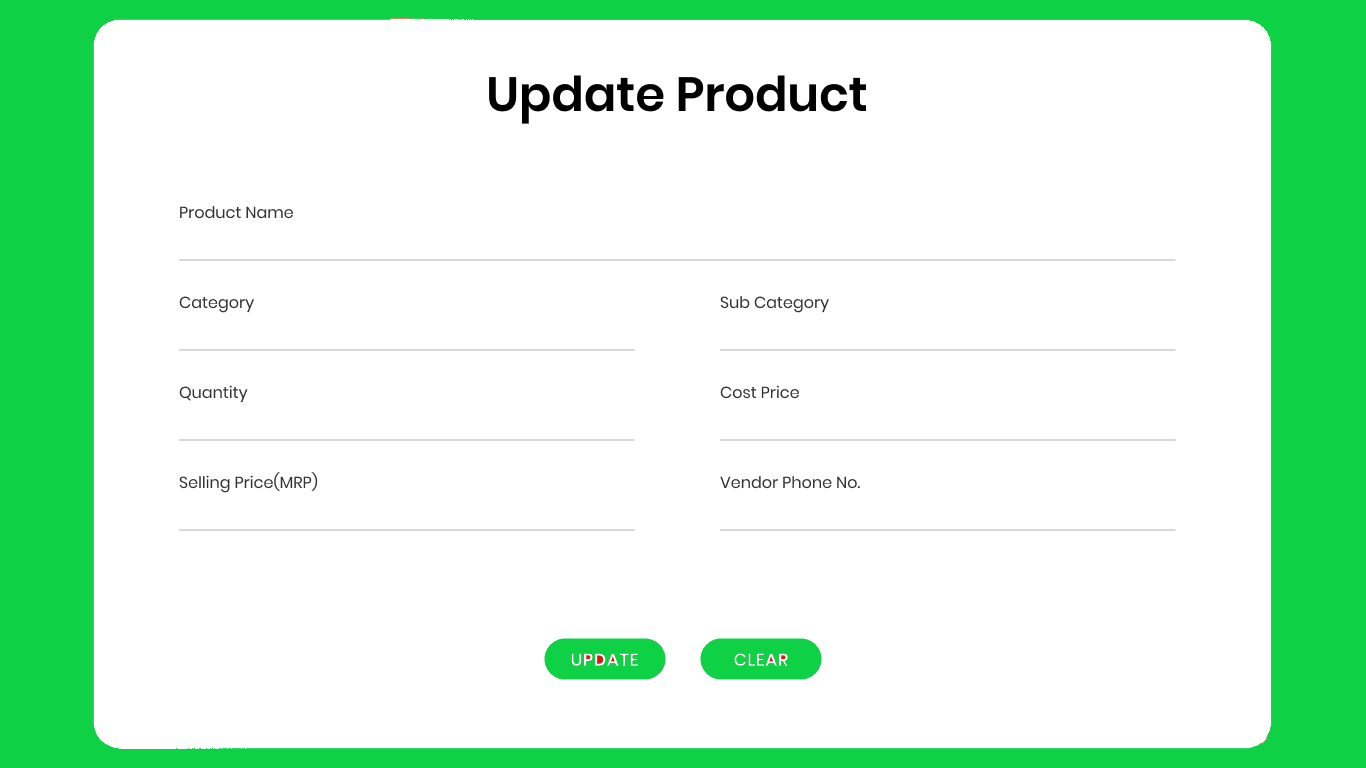 Update Product
Product Name
Category
Sub Category
Quantity
Cost Price
Selling Price(MRP)
Vendor Phone No.
UPDATE
CLEAR